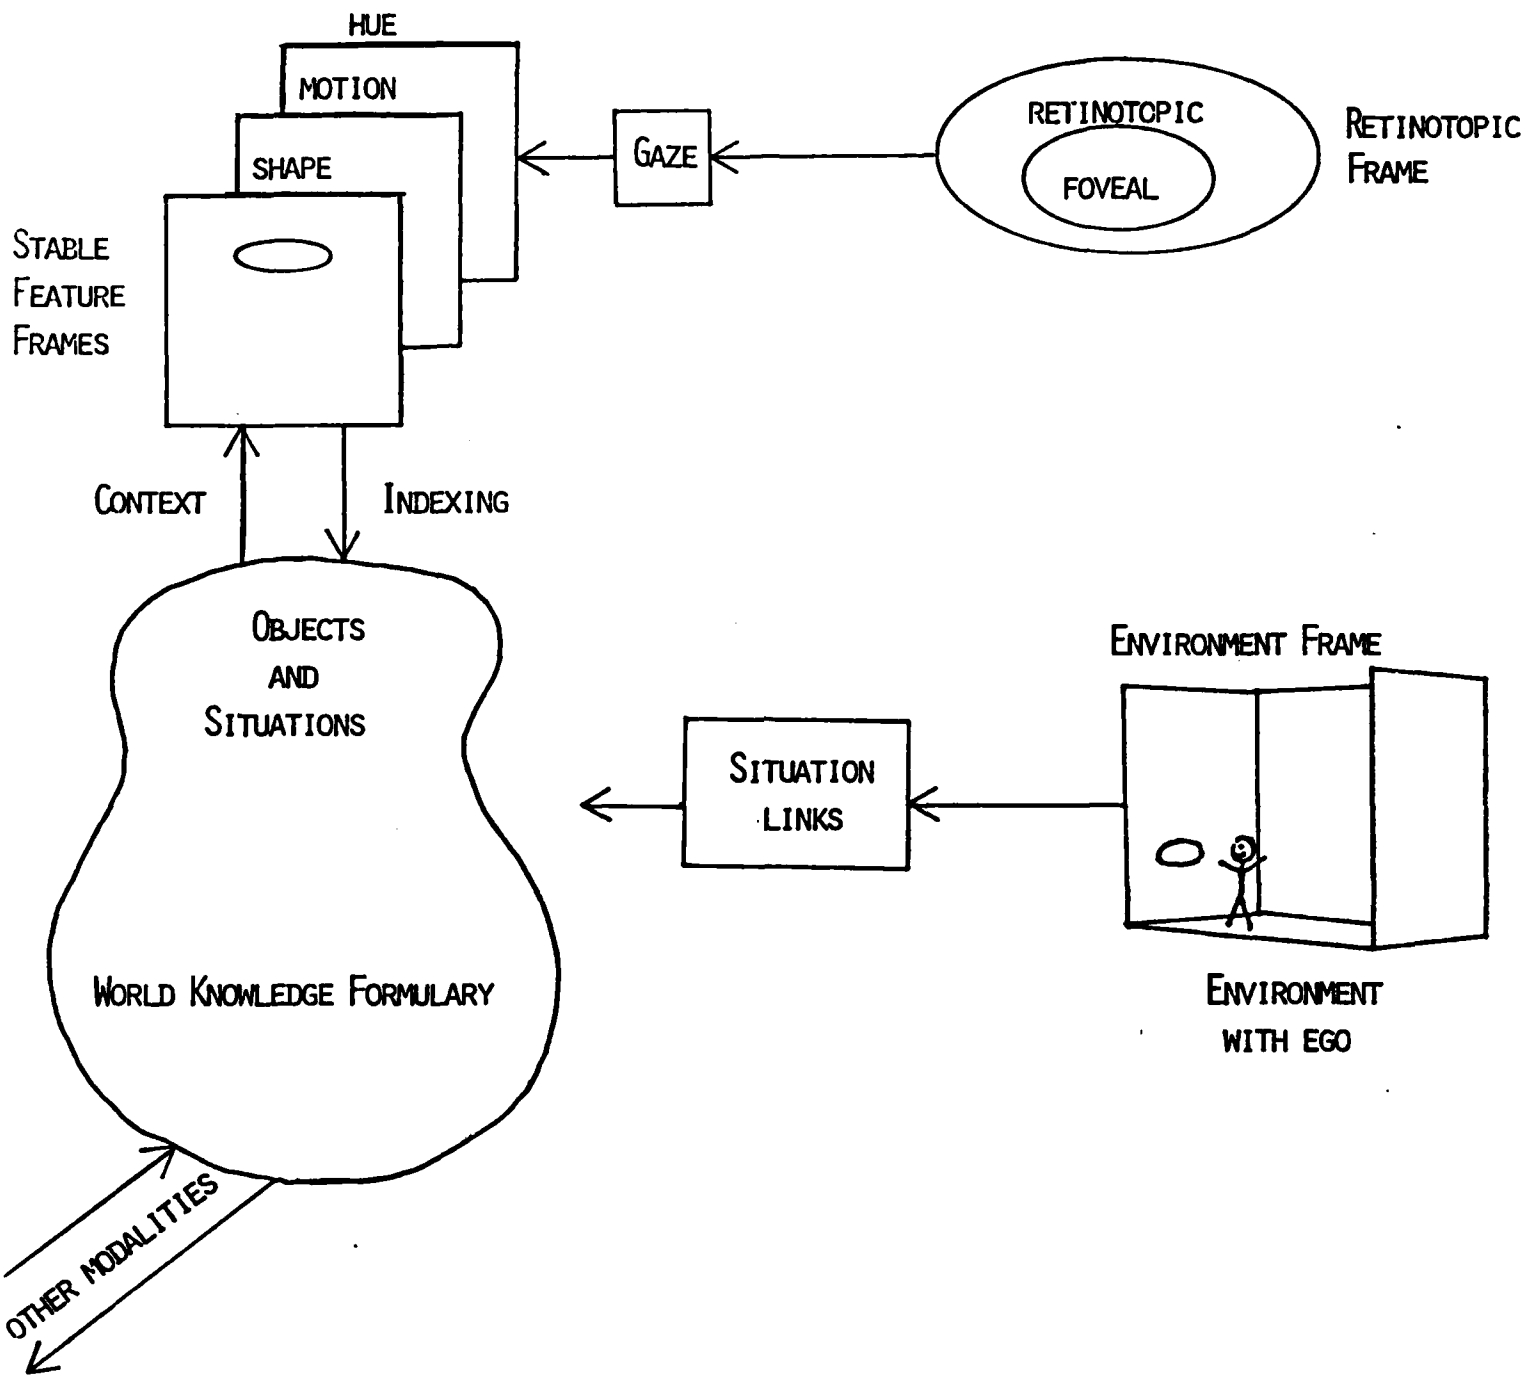 HUE
MOTION
SHAPE
STABLE
FEATURE
FRAMES
GAZE
RETINOTOPIC
FOVEAL
RETINOTOPIC
FRAME
CONTEXT
INDEXING
OBJECTS
AND
SITUATIONS
WORLD KNOWLEDGE FORMULARY
SITUATION
LINKS
ENVIRONMENT FRAME
ENVIRONMENT
WITH EGO
OTHER MODALITIES